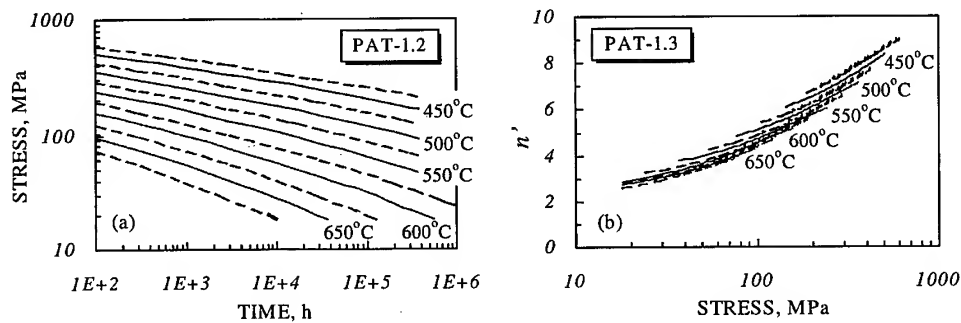 1000
100
10
STRESS, MPa
PAT-1.2
450°C
500°C
550°C
600°C
650°C
(a)
1E+2 1E+3 1E+4 1E+5 1E+6
TIME, h
10
8
6
4
2
0
n'
PAT-1.3
450°C
500°C
550°C
600°C
650°C
(b)
10 100 1000
STRESS, MPa